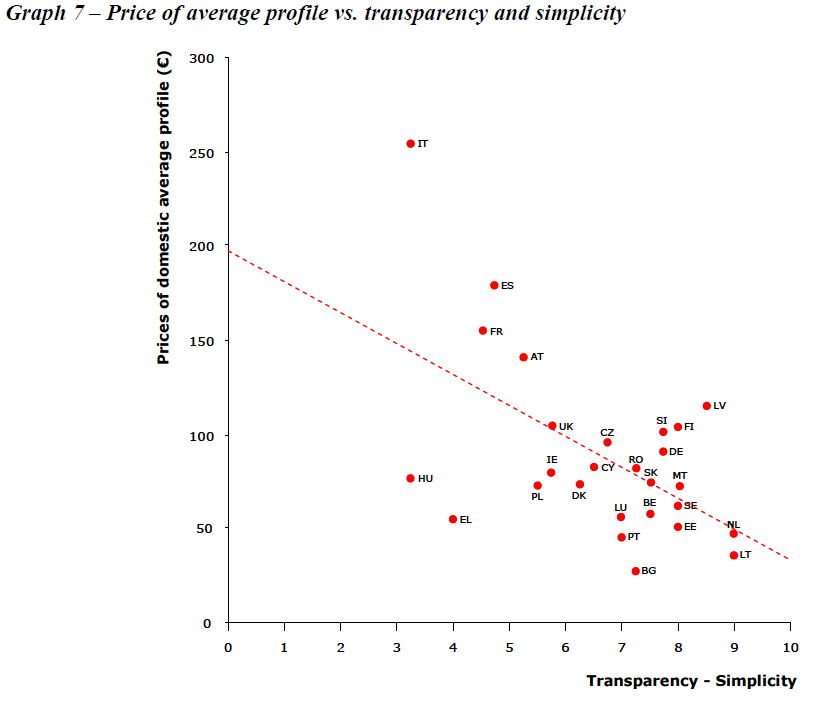 Graph 7 – Price of average profile vs. transparency and simplicity
Prices of domestic average profile (€)
300
250
200
150
100
50
0
IT
ES
FR
AT
LV
UK
SI
FI
CZ
DE
IE
CY
RO
SK
MT
HU
PL
DK
LU
BE
SE
EL
EE
NL
PT
LT
BG
0 1 2 3 4 5 6 7 8 9 10
Transparency - Simplicity